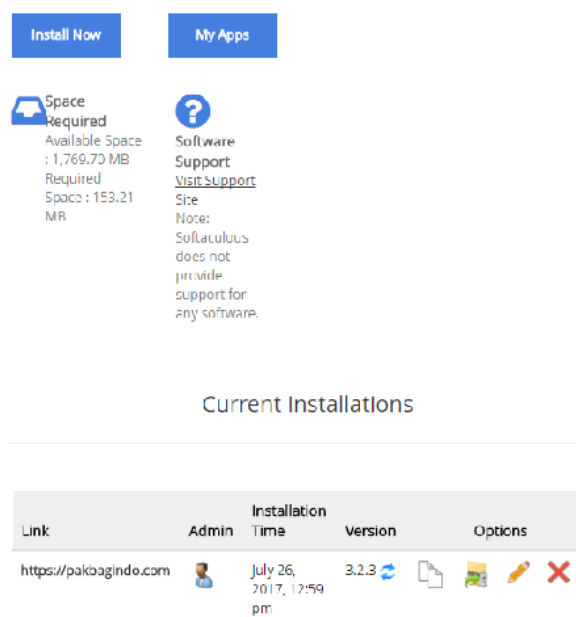 Install Now
My Apps
Space
Required
Available Space
: 1,769.70 MB
Required
Space : 153.21
MB
Software
Support
Visit Support
Site
Note:
Softaculous
does not
provide
support for
any software.
Current Installations
Link
Admin
Installation
Time
Version
Options
https://pakbagindo.com
July 26,
2017, 12:59
pm
3.2.3